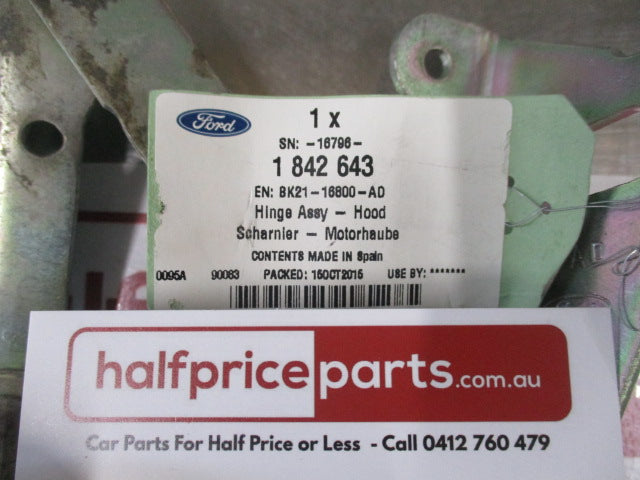 Ford
1 x
SN: -16796-
1 842 643
EN: BK21-16800-AD
Hinge Assy - Hood
Scharnier - Motorhaube
CONTENTS MADE IN Spain
0095A 90083 PACKED: 15OCT2015 USE BY: *******
halfpriceparts.com.au
Car Parts For Half Price or Less - Call 0412 760 479